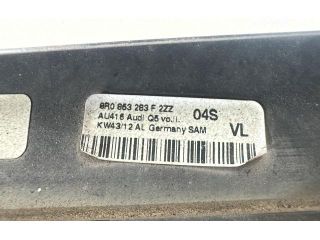 8R0 853 283 F 2ZZ
AU416 Audi Q5 vo.li. 04S
KW43/12 AL Germany SAM VL